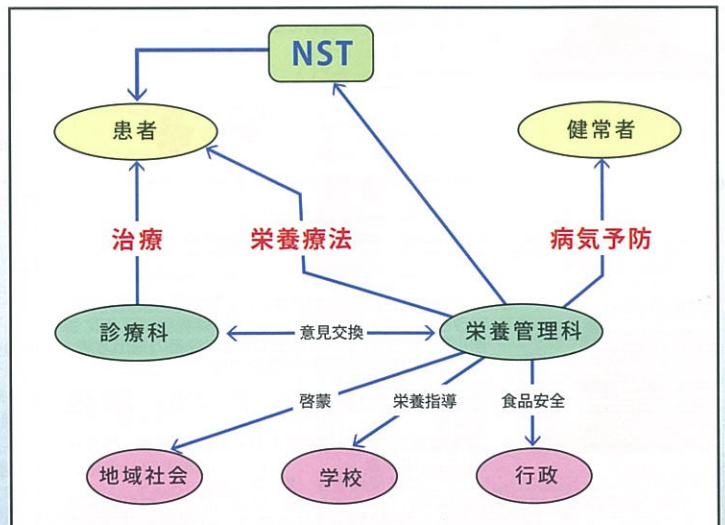 NST
患者
健常者
治療
栄養療法
病気予防
診療科
意見交換
栄養管理科
啓蒙
栄養指導
食品安全
地域社会
学校
行政